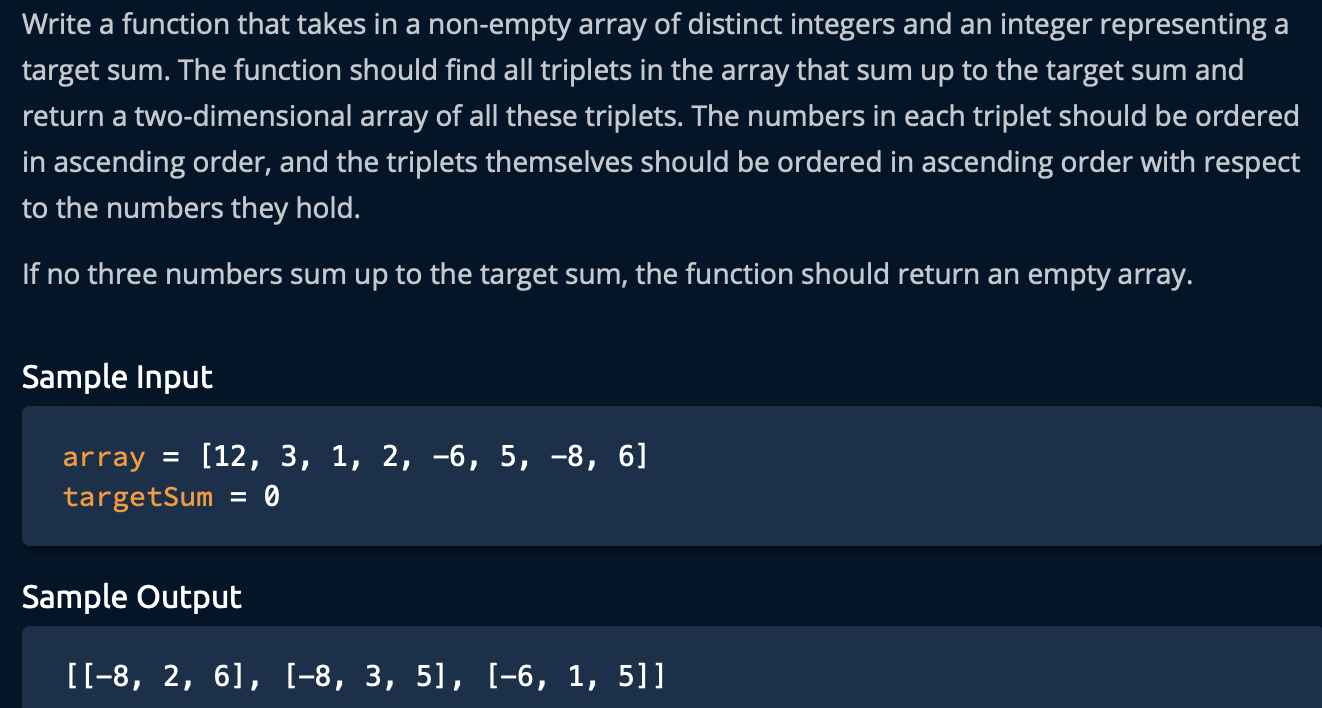 Write a function that takes in a non-empty array of distinct integers and an integer representing a
target sum. The function should find all triplets in the array that sum up to the target sum and
return a two-dimensional array of all these triplets. The numbers in each triplet should be ordered
in ascending order, and the triplets themselves should be ordered in ascending order with respect
to the numbers they hold.
If no three numbers sum up to the target sum, the function should return an empty array.
Sample Input
array = [12, 3, 1, 2, -6, 5, -8, 6]
targetSum = 0
Sample Output
[[-8, 2, 6], [-8, 3, 5], [-6, 1, 5]]